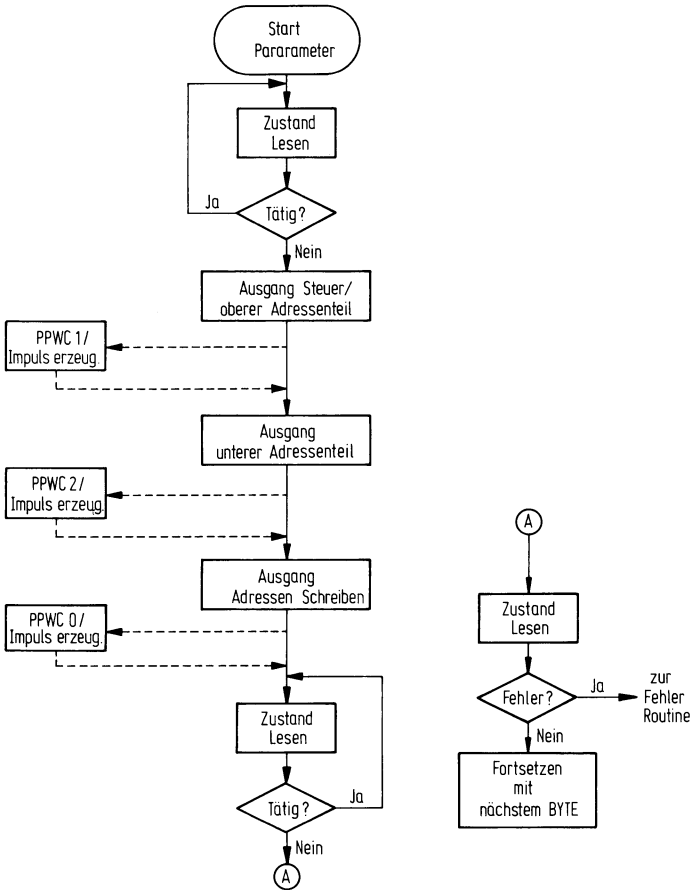 Start
Pararameter
Zustand
Lesen
Ja
Tätig?
Nein
Ausgang Steuer/
oberer Adressenteil
PPWC 1/
Impuls erzeug.
Ausgang
unterer Adressenteil
PPWC 2/
Impuls erzeug.
Ausgang
Adressen Schreiben
PPWC 0/
Impuls erzeug.
Zustand
Lesen
Tätig?
Ja
Nein
A
A
Zustand
Lesen
Fehler?
Ja
zur
Fehler
Routine
Nein
Fortsetzen
mit
nächstem BYTE